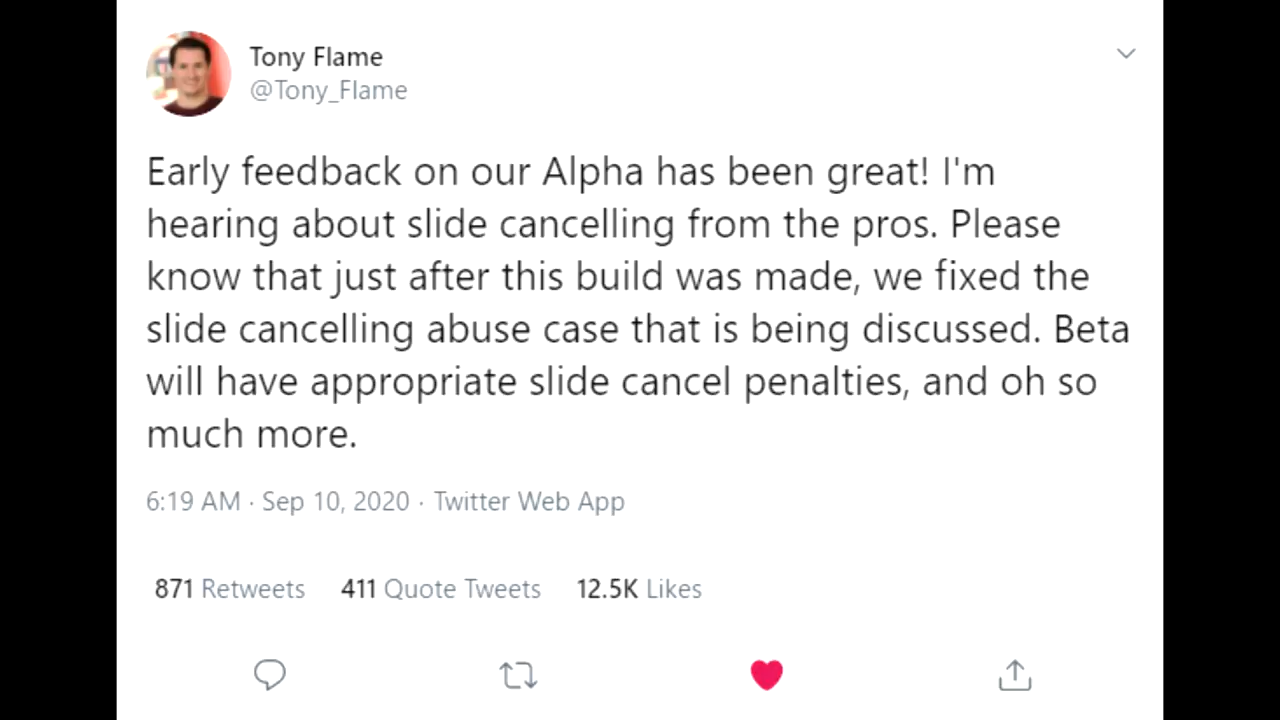 Tony Flame
@Tony_Flame
Early feedback on our Alpha has been great! I'm
hearing about slide cancelling from the pros. Please
know that just after this build was made, we fixed the
slide cancelling abuse case that is being discussed. Beta
will have appropriate slide cancel penalties, and oh so
much more.
6:19 AM · Sep 10, 2020 · Twitter Web App
871 Retweets 411 Quote Tweets 12.5K Likes